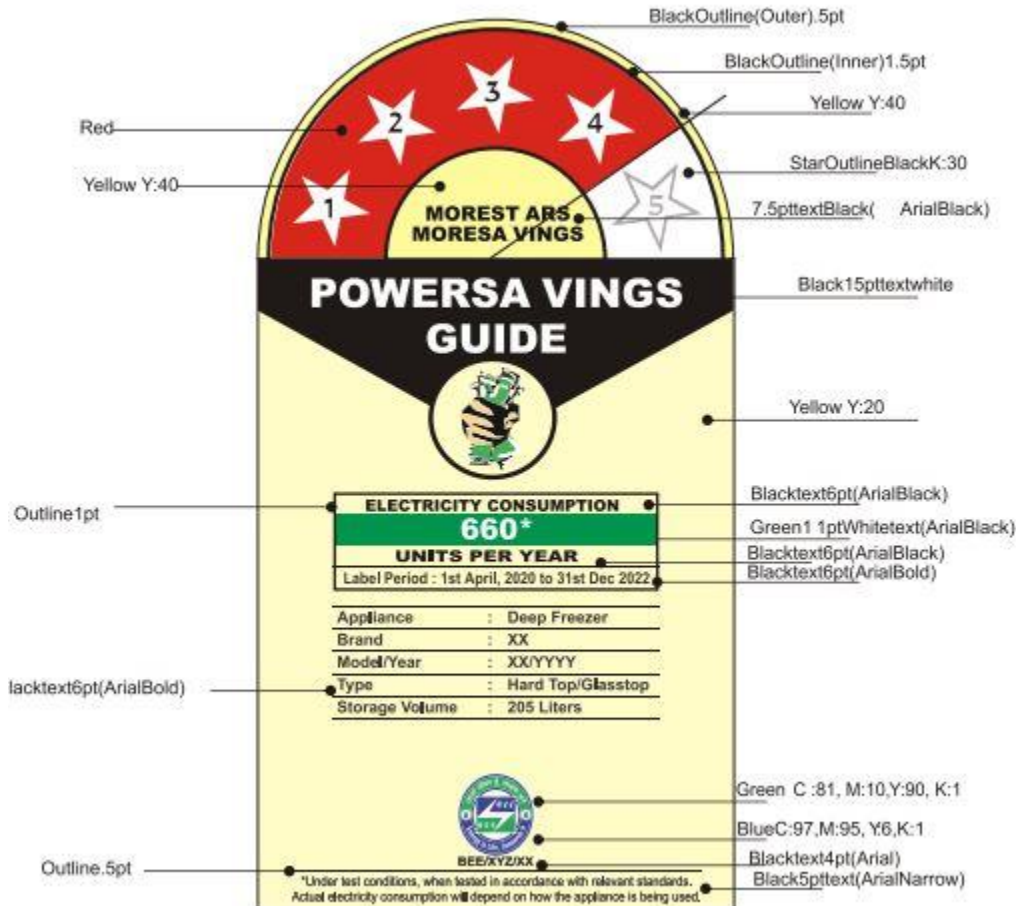 BlackOutline(Outer).5pt
BlackOutline(Inner)1.5pt
Yellow Y:40
Red
StarOutlineBlackK:30
Yellow Y:40
7.5pttextBlack( ArialBlack)
1
2
3
4
5
MOREST ARS
MORESA VINGS
Black15pttextwhite
POWERSA VINGS
GUIDE
Yellow Y:20
Outline1pt
ELECTRICITY CONSUMPTION
Blacktext6pt(ArialBlack)
660*
Green1 1ptWhitetext(ArialBlack)
UNITS PER YEAR
Blacktext6pt(ArialBlack)
Label Period : 1st April, 2020 to 31st Dec 2022
Blacktext6pt(ArialBold)
Appliance : Deep Freezer
Brand : XX
Model/Year : XX/YYYY
lacktext6pt(ArialBold)
Type : Hard Top/Glasstop
Storage Volume : 205 Liters
Green C :81, M:10,Y:90, K:1
BlueC:97,M:95, Y:6,K:1
BEE/XYZ/XX
Blacktext4pt(Arial)
Outline.5pt
*Under test conditions, when tested in accordance with relevant standards.
Black5pttext(ArialNarrow)
Actual electricity consumption will depend on how the appliance is being used.